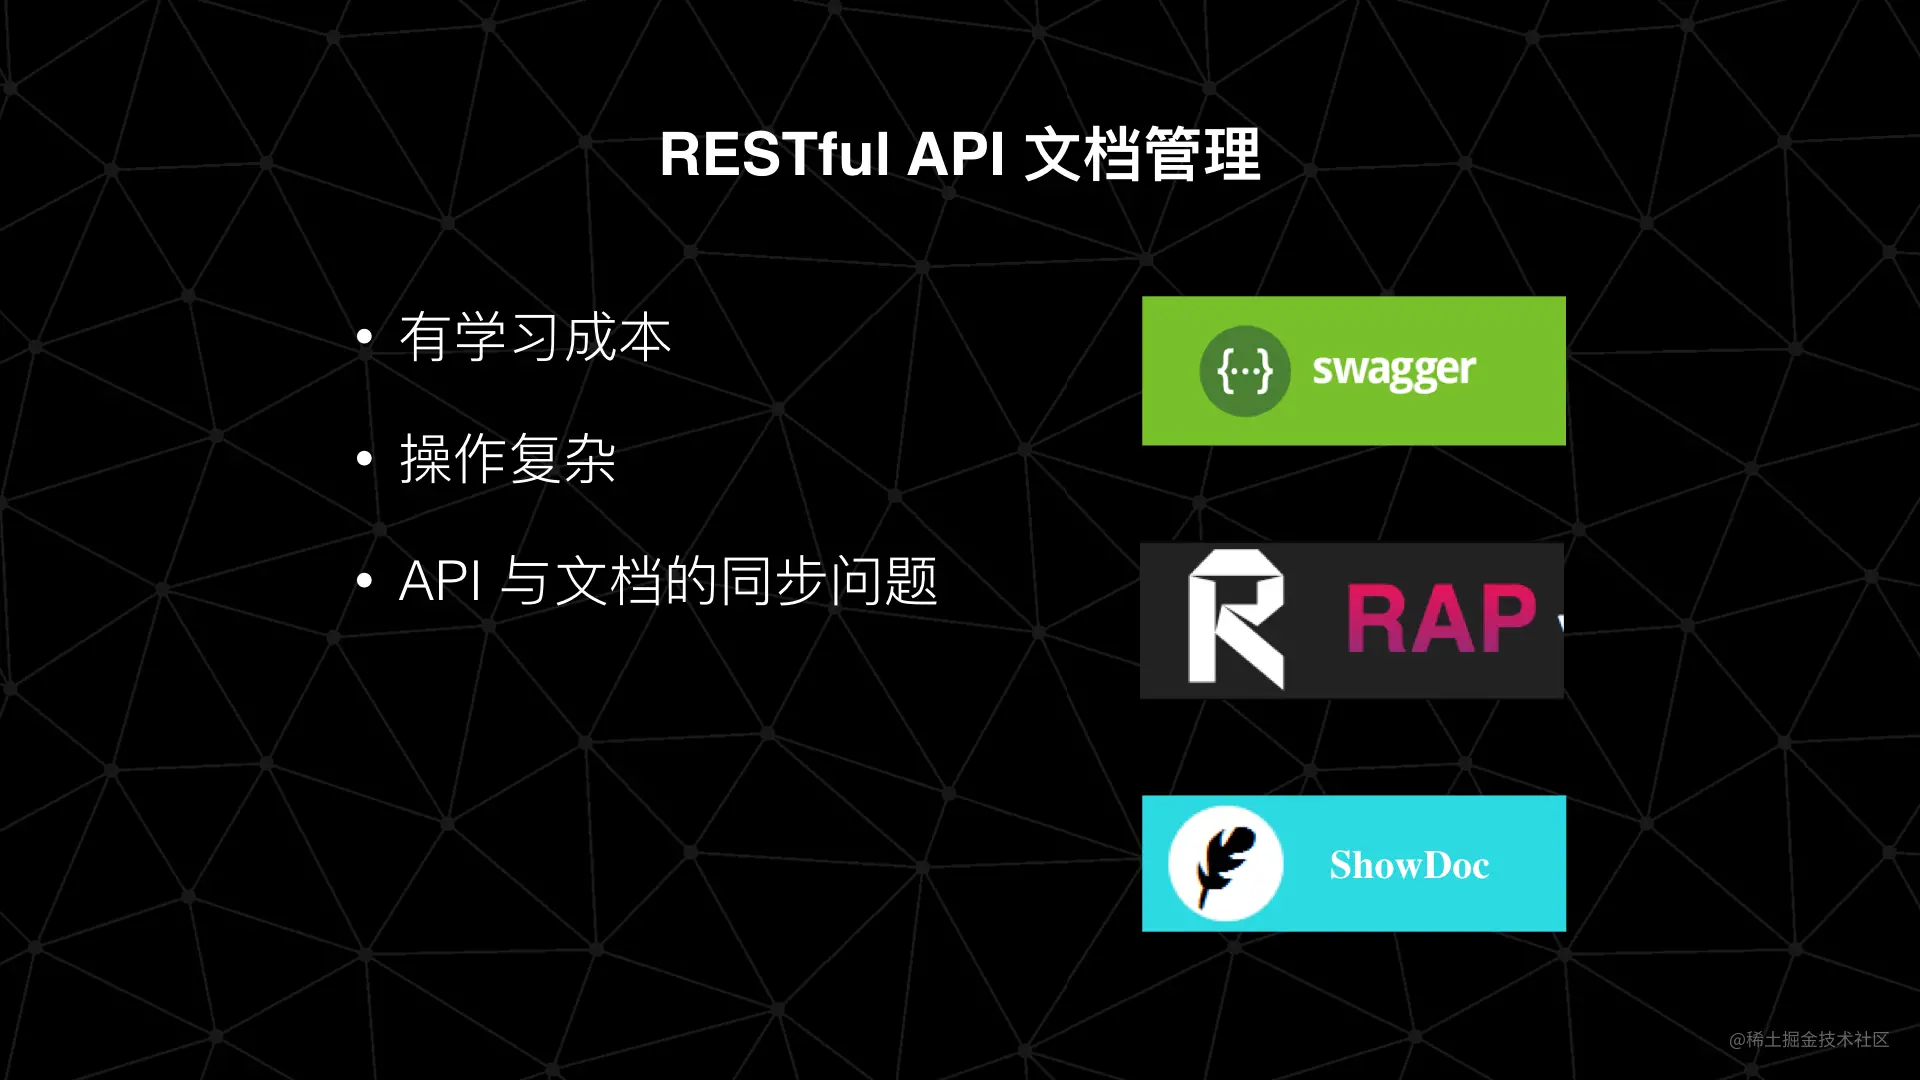 RESTful API 文档管理
• 有学习成本
• 操作复杂
• API 与文档的同步问题
{···} swagger
RAP
ShowDoc
@稀土掘金技术社区